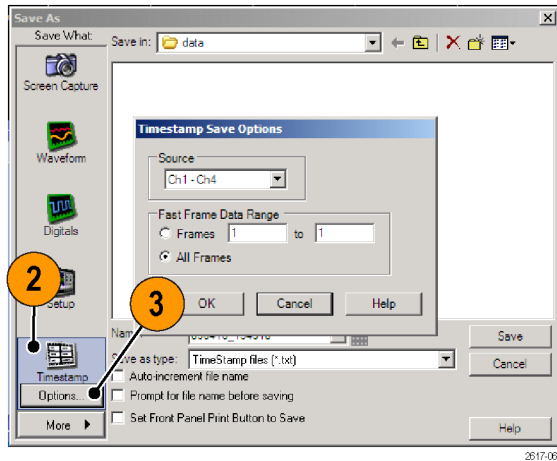 Save As
Save What:
Save in: data
Screen Capture
Waveform
Digitals
Setup
Timestamp
Options...
More
Timestamp Save Options
Source
Ch1 - Ch4
Fast Frame Data Range
Frames 1 to 1
All Frames
OK Cancel Help
2
3
Save
Save as type: TimeStamp files (*.txt)
Cancel
Auto-increment file name
Prompt for file name before saving
Set Front Panel Print Button to Save
Help
2617-06